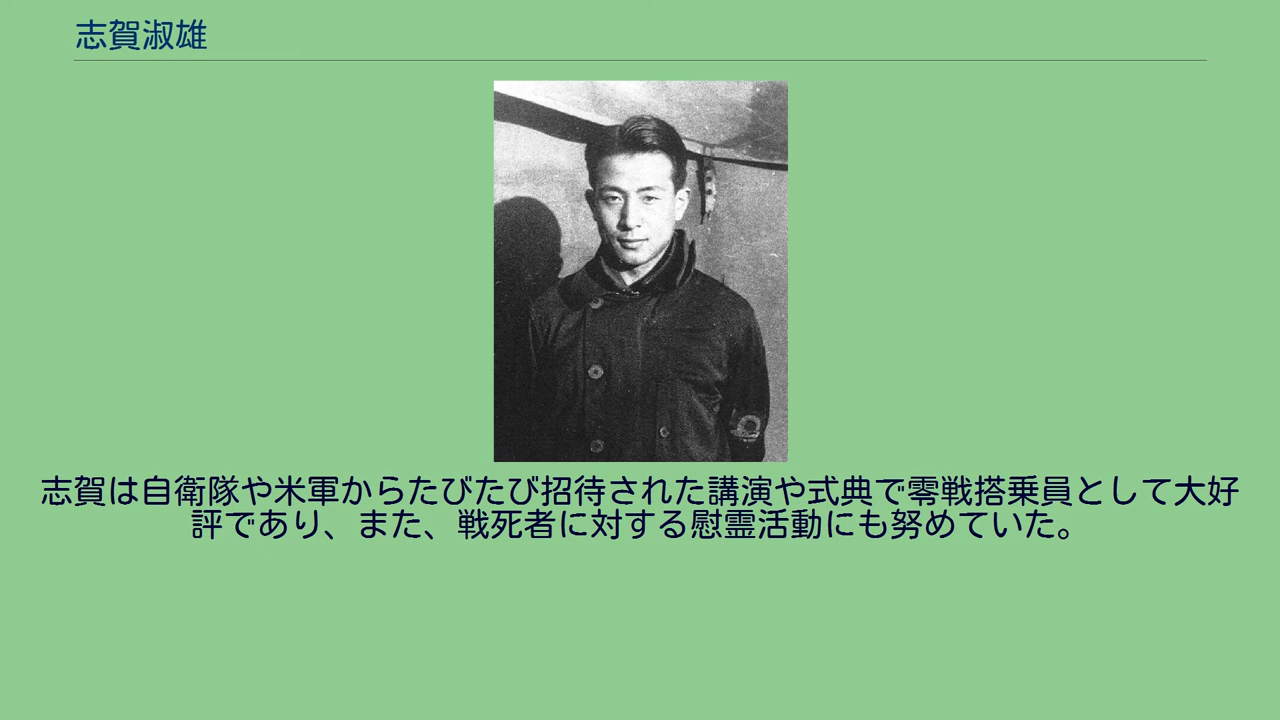 志賀淑雄
志賀は自衛隊や米軍からたびたび招待された講演や式典で零戦搭乗員として大好
評であり、また、戦死者に対する慰霊活動にも努めていた。